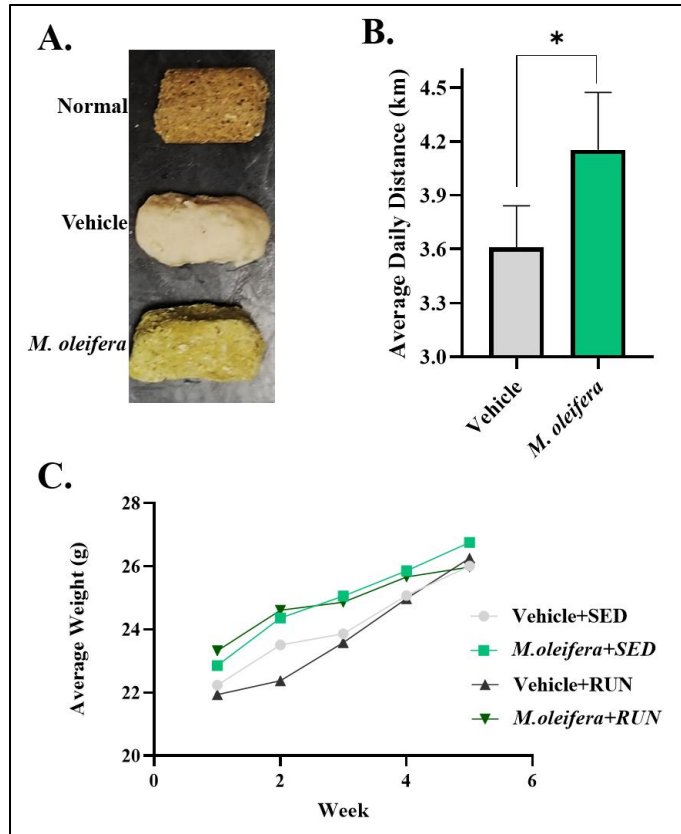 A.
Normal
Vehicle
M. oleifera
B.
*
Average Daily Distance (km)
4.5
4.2
3.9
3.6
3.3
3.0
Vehicle
M. oleifera
C.
Average Weight (g)
28
26
24
22
20
0
2
4
6
Week
Vehicle+SED
M.oleifera+SED
Vehicle+RUN
M.oleifera+RUN